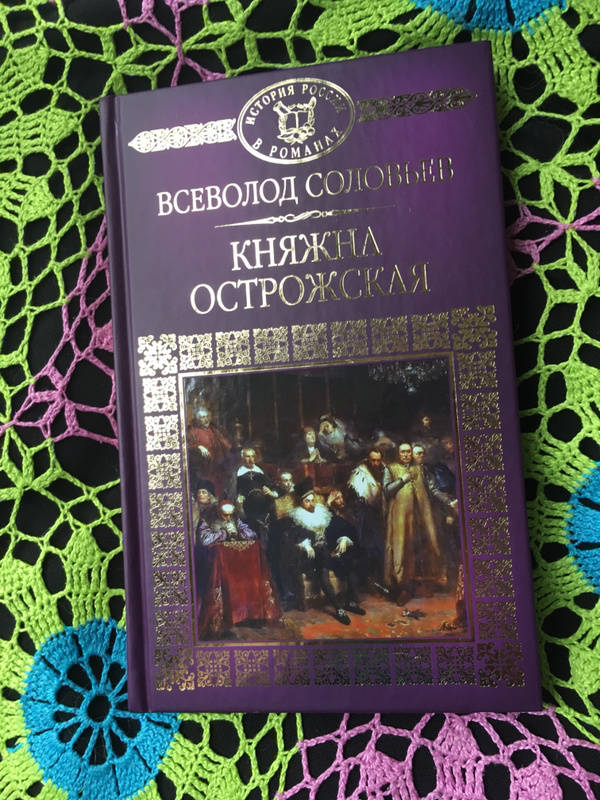 ИСТОРИЯ РОССИИ
В РОМАНАХ
ВСЕВОЛОД СОЛОВЬЕВ
КНЯЖНА
ОСТРОЖСКАЯ